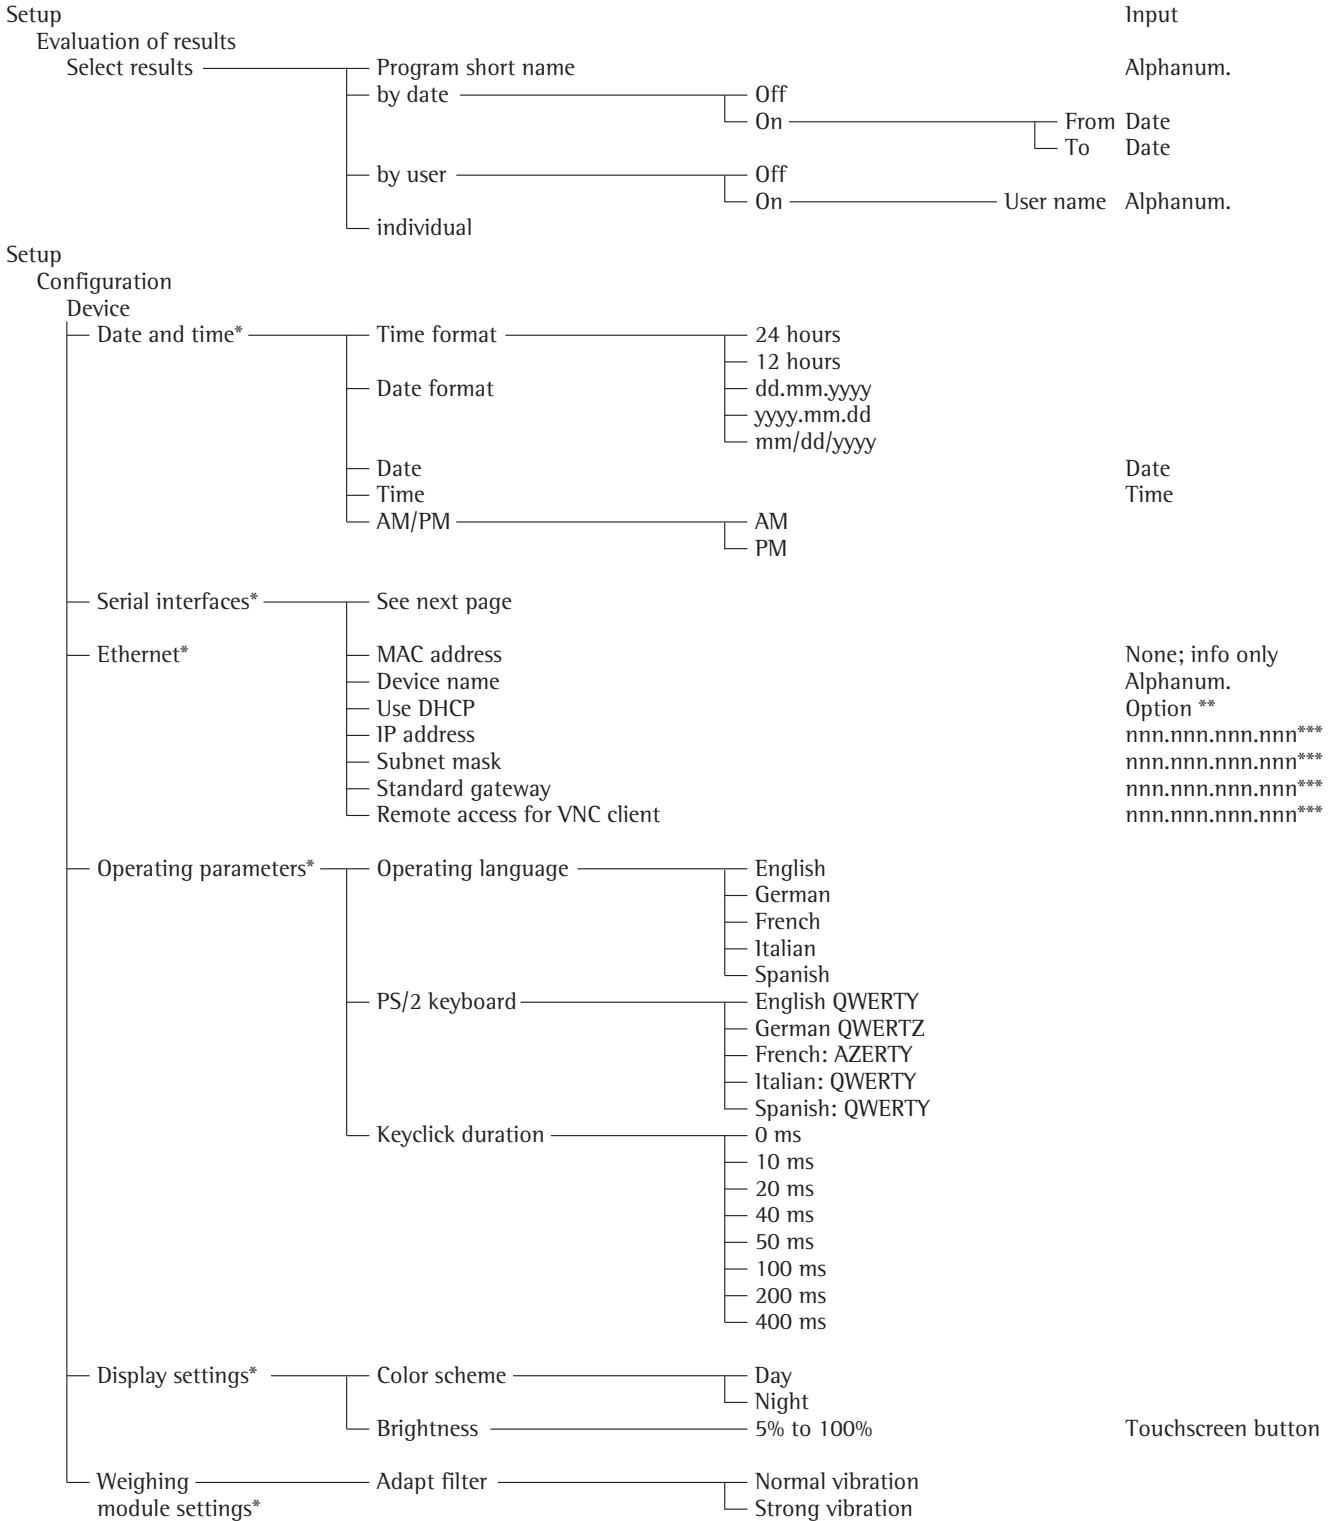 Setup Input
Evaluation of results
Select results Program short name Alphanum.
by date Off
On From Date
To Date
by user Off
On User name Alphanum.
individual
Setup
Configuration
Device
Date and time* Time format 24 hours
12 hours
Date format dd.mm.yyyy
yyyy.mm.dd
mm/dd/yyyy
Date Date
Time Time
AM/PM AM
PM
Serial interfaces* See next page
Ethernet* MAC address None; info only
Device name Alphanum.
Use DHCP Option **
IP address nnn.nnn.nnn.nnn***
Subnet mask nnn.nnn.nnn.nnn***
Standard gateway nnn.nnn.nnn.nnn***
Remote access for VNC client nnn.nnn.nnn.nnn***
Operating parameters* Operating language English
German
French
Italian
Spanish
PS/2 keyboard English QWERTY
German QWERTZ
French: AZERTY
Italian: QWERTY
Spanish: QWERTY
Keyclick duration 0 ms
10 ms
20 ms
40 ms
50 ms
100 ms
200 ms
400 ms
Display settings* Color scheme Day
Night
Brightness 5% to 100% Touchscreen button
Weighing Adapt filter Normal vibration
module settings* Strong vibration